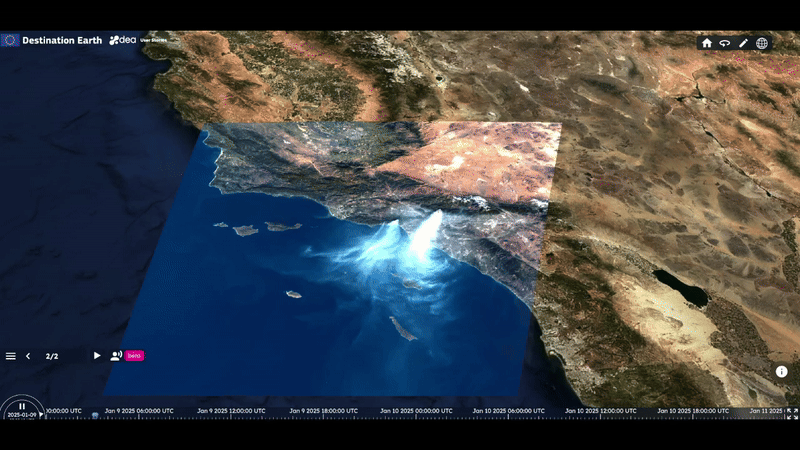 Destination Earth
dea
User Stories
2/2
beta
2025-01-09
00:00:00 UTC
Jan 9 2025 06:00:00 UTC
Jan 9 2025 12:00:00 UTC
Jan 9 2025 18:00:00 UTC
Jan 10 2025 00:00:00 UTC
Jan 10 2025 06:00:00 UTC
Jan 10 2025 12:00:00 UTC
Jan 10 2025 18:00:00 UTC
Jan 11 2025